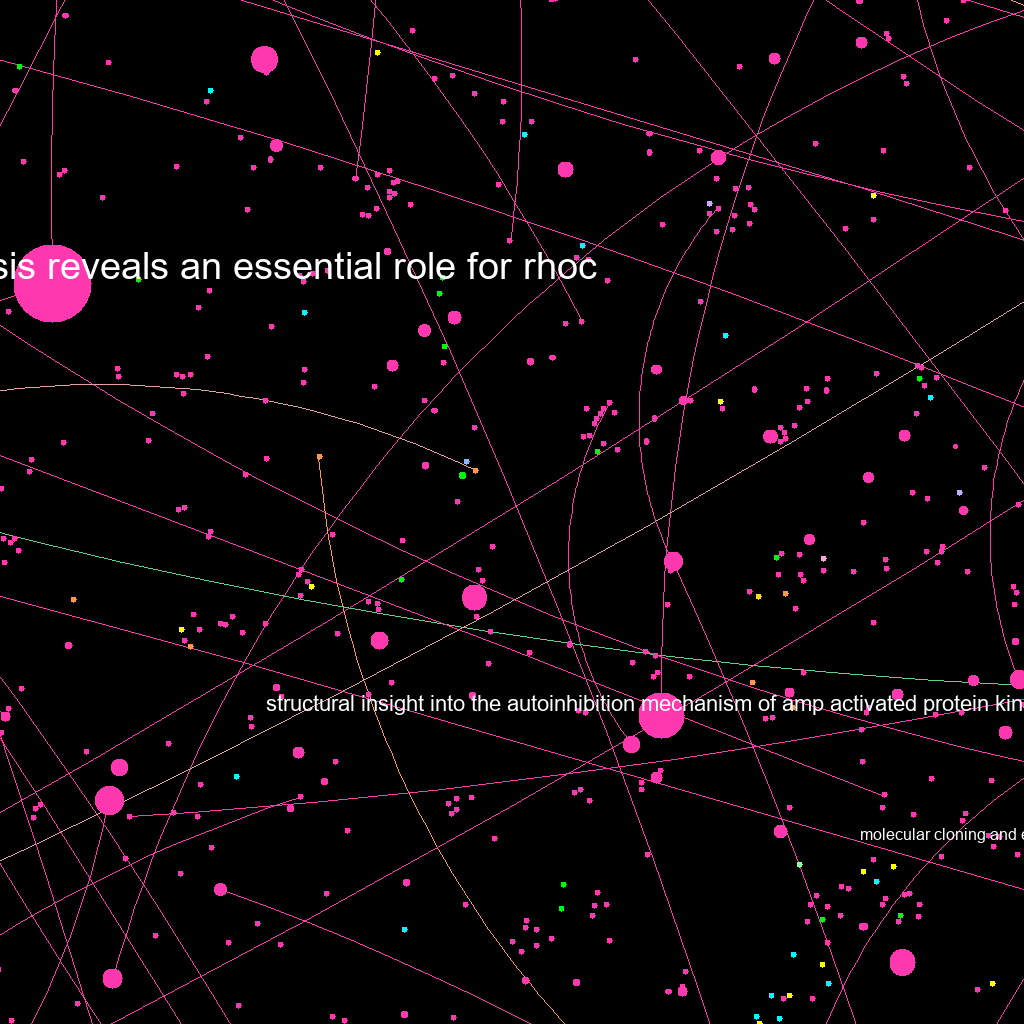 sis reveals an essential role for rhoc
structural insight into the autoinhibition mechanism of amp activated protein kin
molecular cloning and e